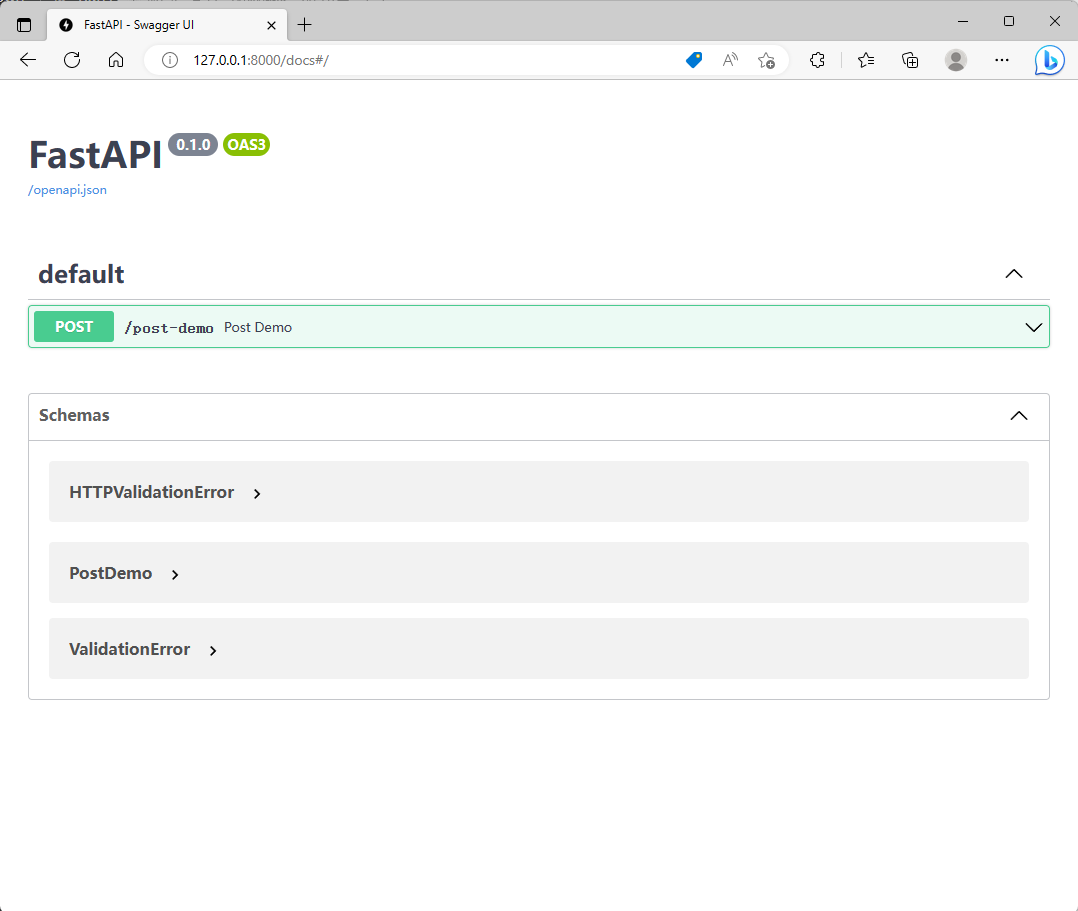 FastAPI - Swagger UI
127.0.0.1:8000/docs#/
FastAPI 0.1.0 OAS3
/openapi.json
default
POST /post-demo Post Demo
Schemas
HTTPValidationError
PostDemo
ValidationError